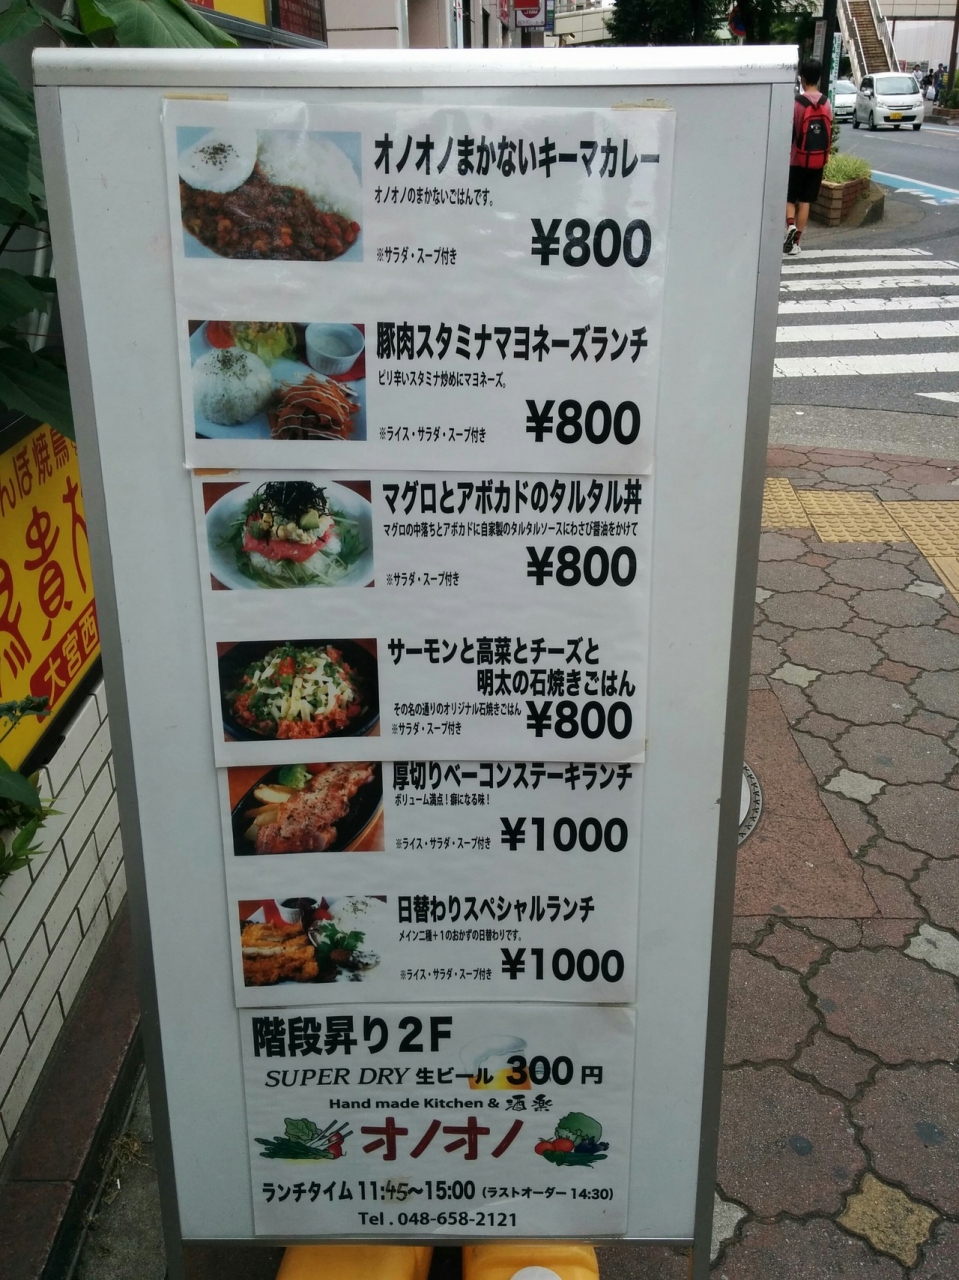 オノオノまかないキーマカレー
オノオノのまかないごはんです。
※サラダ・スープ付き
¥800
豚肉スタミナマヨネーズランチ
ピリ辛いスタミナ炒めにマヨネーズ。
※ライス・サラダ・スープ付き
¥800
マグロとアボカドのタルタル丼
マグロの中落ちとアボカドに自家製のタルタルソースにわさび醤油をかけて
※サラダ・スープ付き
¥800
サーモンと高菜とチーズと
明太の石焼きごはん
その名の通りのオリジナル石焼きごはん
※サラダ・スープ付き
¥800
厚切りベーコンステーキランチ
ボリューム満点！癖になる味！
※ライス・サラダ・スープ付き
¥1000
日替わりスペシャルランチ
メイン二種＋1のおかずの日替わりです。
※ライス・サラダ・スープ付き
¥1000
階段昇り2F
SUPER DRY 生ビール 300円
Hand made Kitchen & 酒楽
オノオノ
ランチタイム 11:45〜15:00（ラストオーダー 14:30）
Tel . 048-658-2121
んぼ焼鳥
貴
大宮西